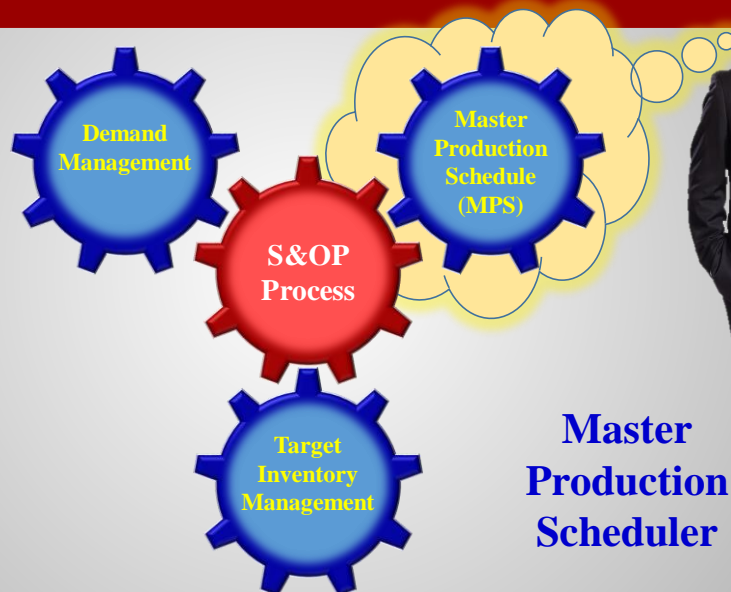 Demand
Management
Master
Production
Schedule
(MPS)
S&OP
Process
Target
Inventory
Management
Master
Production
Scheduler